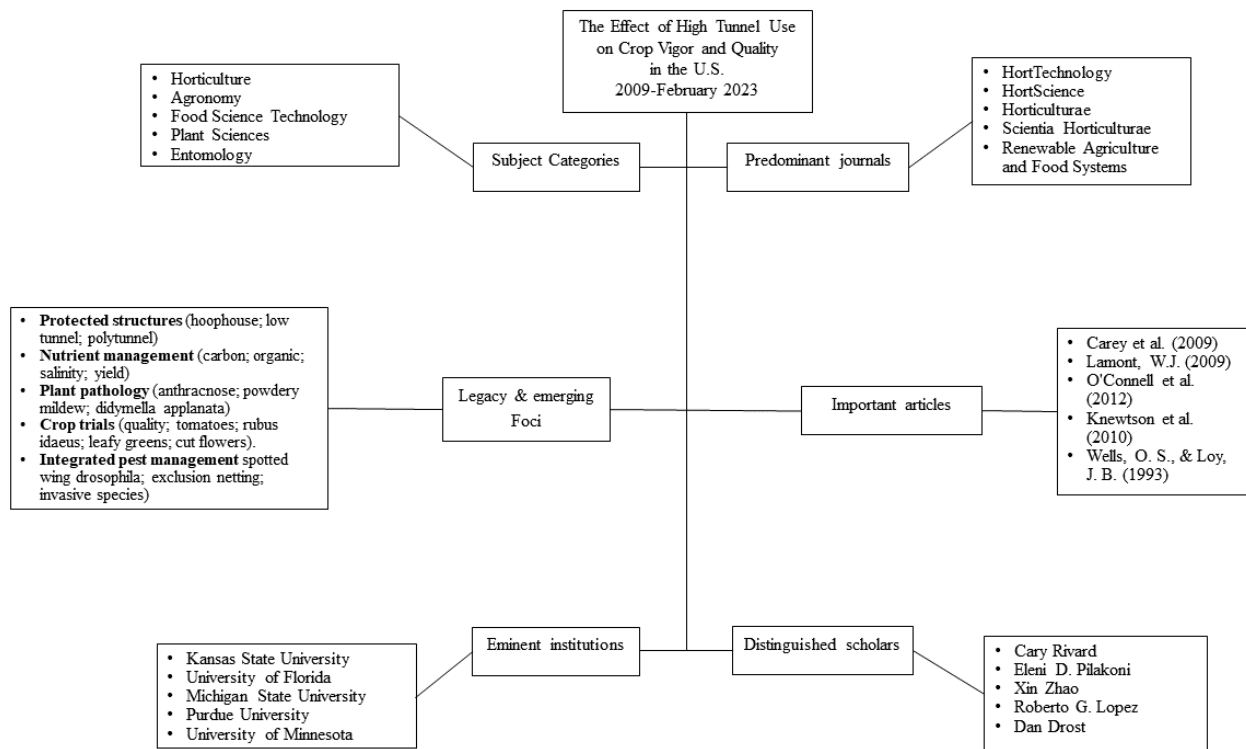 The Effect of High Tunnel Use
on Crop Vigor and Quality
in the U.S.
2009-February 2023
• Horticulture
• Agronomy
• Food Science Technology
• Plant Sciences
• Entomology
Subject Categories
Predominant journals
• HortTechnology
• HortScience
• Horticulturae
• Scientia Horticulturae
• Renewable Agriculture
and Food Systems
• Protected structures (hoophouse; low
tunnel; polytunnel)
• Nutrient management (carbon; organic;
salinity; yield)
• Plant pathology (anthracnose; powdery
mildew; didymella applanata)
• Crop trials (quality; tomatoes; rubus
idaeus; leafy greens; cut flowers).
• Integrated pest management spotted
wing drosophila; exclusion netting;
invasive species)
Legacy & emerging
Foci
Important articles
• Carey et al. (2009)
• Lamont, W.J. (2009)
• O'Connell et al.
(2012)
• Knewtson et al.
(2010)
• Wells, O. S., & Loy,
J. B. (1993)
Eminent institutions
• Kansas State University
• University of Florida
• Michigan State University
• Purdue University
• University of Minnesota
Distinguished scholars
• Cary Rivard
• Eleni D. Pilakoni
• Xin Zhao
• Roberto G. Lopez
• Dan Drost